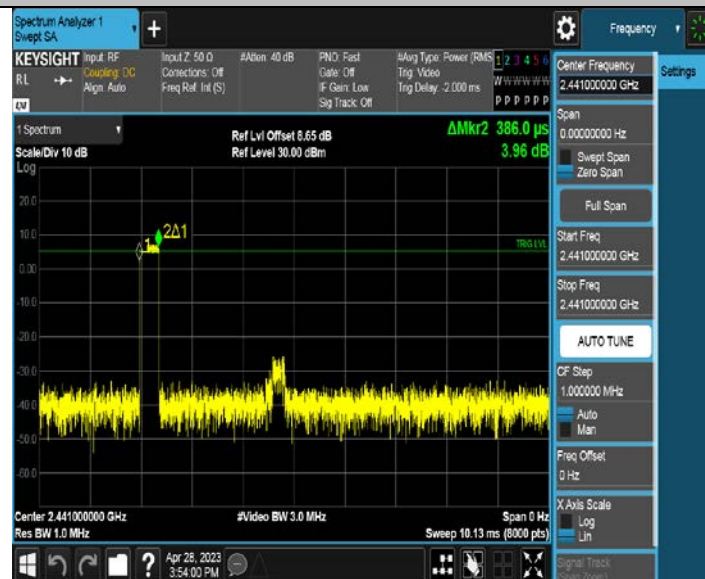 Spectrum Analyzer 1
Swept SA
+
Frequency
KEYSIGHT
RL
Input: RF
Coupling: DC
Align: Auto
Input Z: 50 Ω
Corrections: Off
Freq Ref: Int (S)
#Atten: 40 dB
PNO: Fast
Gate: Off
IF Gain: Low
Sig Track: Off
#Avg Type: Power (RMS
Trig: Video
Trig Delay: -2.000 ms
1 2 3 4 5 6
W W W W W W
P P P P P P
Center Frequency
2.441000000 GHz
Settings
Span
0.00000000 Hz
Swept Span
Zero Span
Full Span
Start Freq
2.441000000 GHz
Stop Freq
2.441000000 GHz
AUTO TUNE
CF Step
1.000000 MHz
Auto
Man
Freq Offset
0 Hz
X Axis Scale
Log
Lin
Signal Track
1 Spectrum
Scale/Div 10 dB
Ref Lvl Offset 8.65 dB
Ref Level 30.00 dBm
ΔMkr2 386.0 µs
3.96 dB
Log
20.0
10.0
0.00
-10.0
-20.0
-30.0
-40.0
-50.0
-60.0
1
2Δ1
TRIG LVL
Center 2.441000000 GHz
Res BW 1.0 MHz
#Video BW 3.0 MHz
Span 0 Hz
Sweep 10.13 ms (8000 pts)
?
Apr 28, 2023
3:54:00 PM